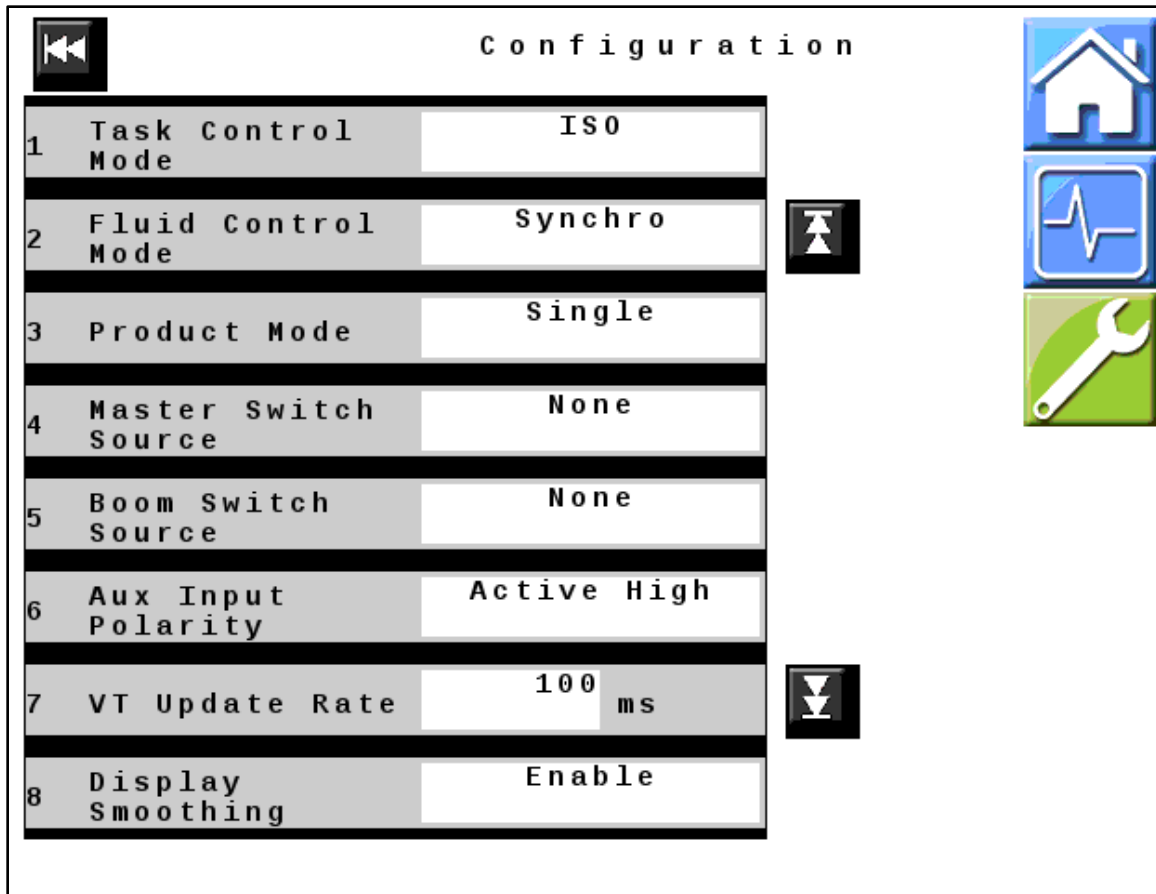 Configuration
1 Task Control Mode ISO
2 Fluid Control Mode Synchro
3 Product Mode Single
4 Master Switch Source None
5 Boom Switch Source None
6 Aux Input Polarity Active High
7 VT Update Rate 100 ms
8 Display Smoothing Enable